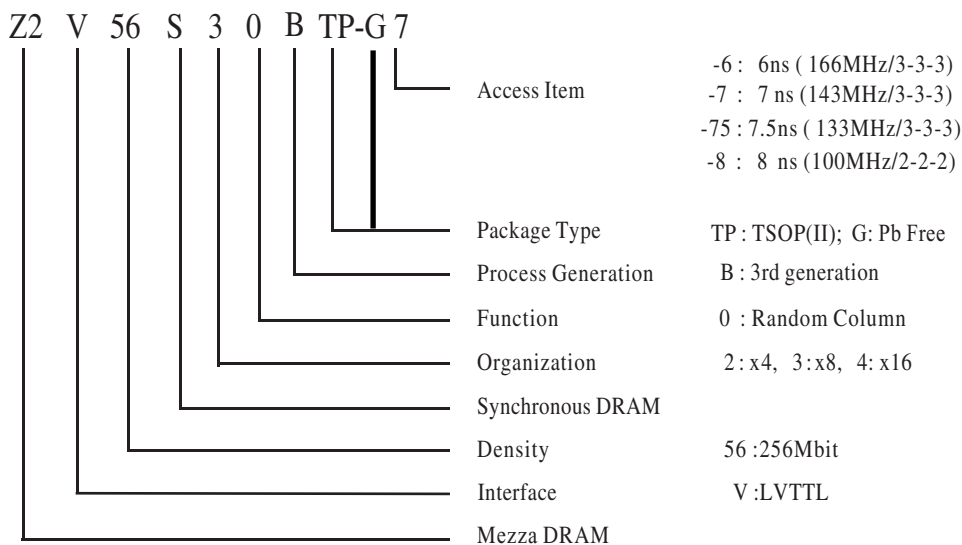 Z2 V 56 S 3 0 B TP-G 7
-6 : 6ns ( 166MHz/3-3-3)
Access Item -7 : 7 ns (143MHz/3-3-3)
-75 : 7.5ns ( 133MHz/3-3-3)
-8 : 8 ns (100MHz/2-2-2)
Package Type TP : TSOP(II); G: Pb Free
Process Generation B : 3rd generation
Function 0 : Random Column
Organization 2 : x4, 3 :x8, 4: x16
Synchronous DRAM
Density 56 :256Mbit
Interface V :LVTTL
Mezza DRAM